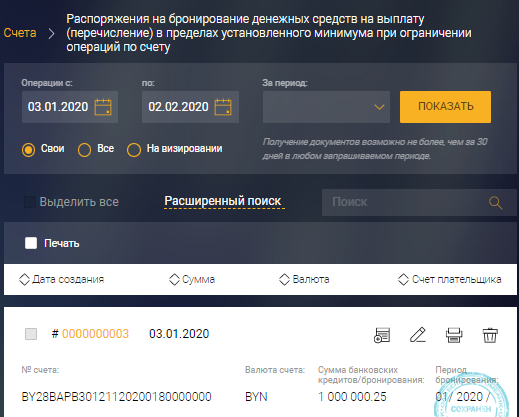 Счета
Распоряжения на бронирование денежных средств на выплату
(перечисление) в пределах установленного минимума при ограничении
операций по счету
Операции с: по: За период:
03.01.2020 02.02.2020 ПОКАЗАТЬ
Свои Все На визировании
Получение документов возможно не более, чем за 30
дней в любом запрашиваемом периоде.
Выделить все Расширенный поиск Поиск
Печать
Дата создания Сумма Валюта Счет плательщика
# 0000000003 03.01.2020
№ счета: Валюта счета: Сумма банковских
кредитов/бронирования: Период
бронирования:
BY28BAPB30121120200180000000 BYN 1 000 000.25 01/ 2020 /
СОХРАНЕН